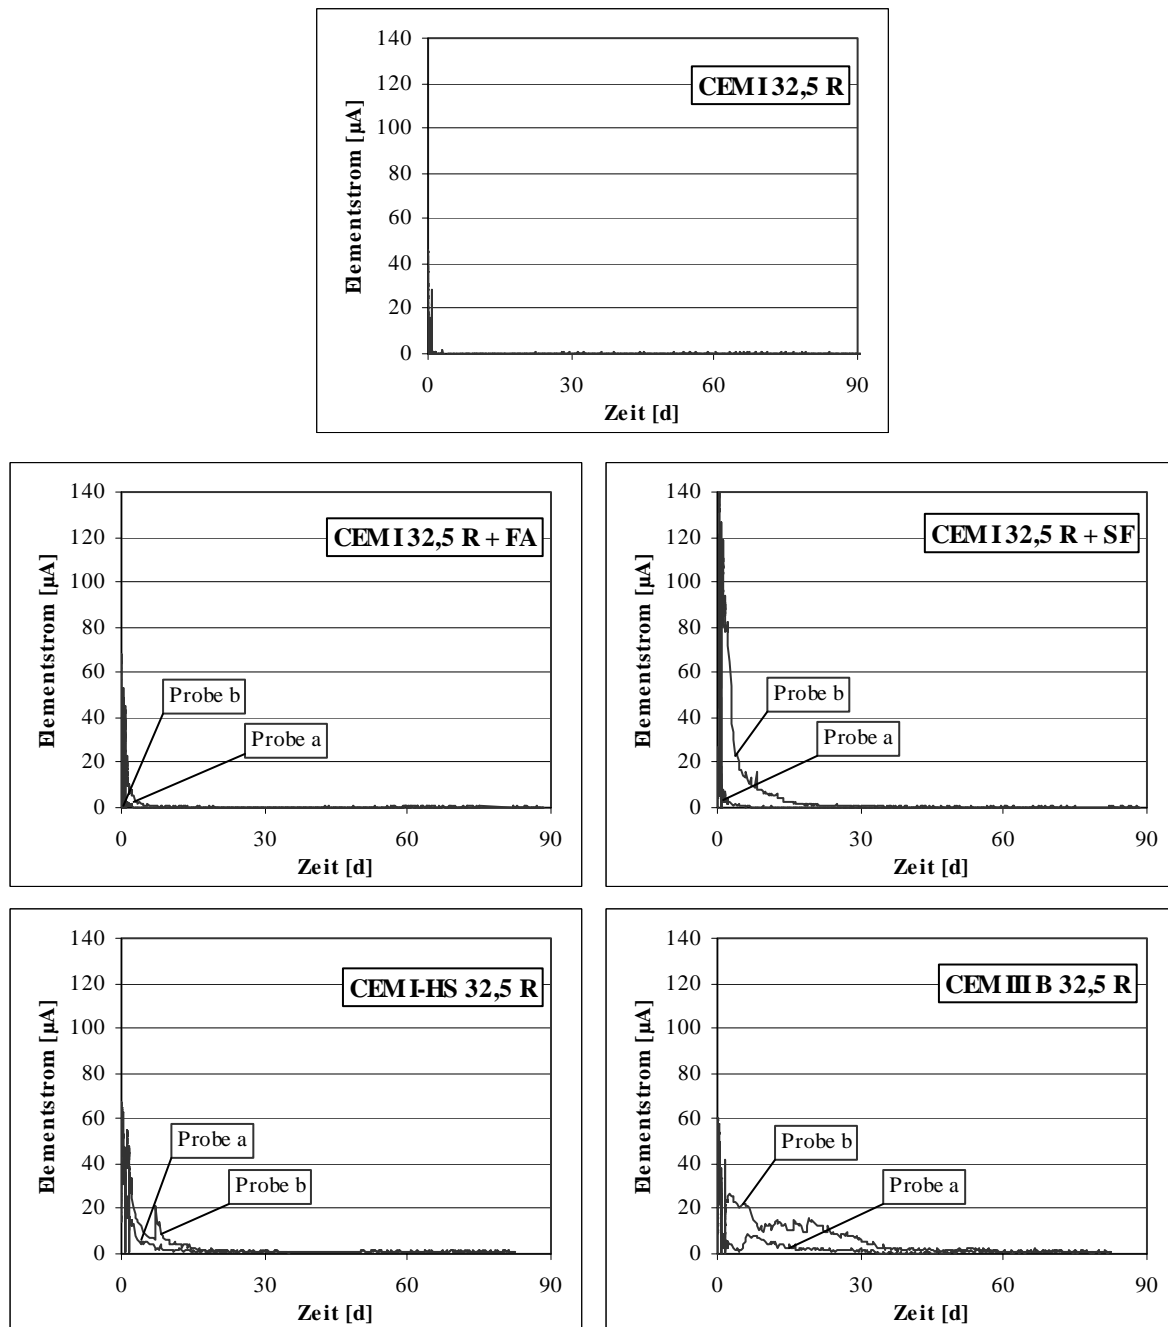 140
120
100
80
60
40
20
0
Elementstrom [µA]
CEM I 32,5 R
0 30 60 90
Zeit [d]
140
120
100
80
60
40
20
0
Elementstrom [µA]
CEM I 32,5 R + FA
Probe b
Probe a
0 30 60 90
Zeit [d]
140
120
100
80
60
40
20
0
Elementstrom [µA]
CEM I 32,5 R + SF
Probe b
Probe a
0 30 60 90
Zeit [d]
140
120
100
80
60
40
20
0
Elementstrom [µA]
CEM I-HS 32,5 R
Probe a
Probe b
0 30 60 90
Zeit [d]
140
120
100
80
60
40
20
0
Elementstrom [µA]
CEM III B 32,5 R
Probe b
Probe a
0 30 60 90
Zeit [d]